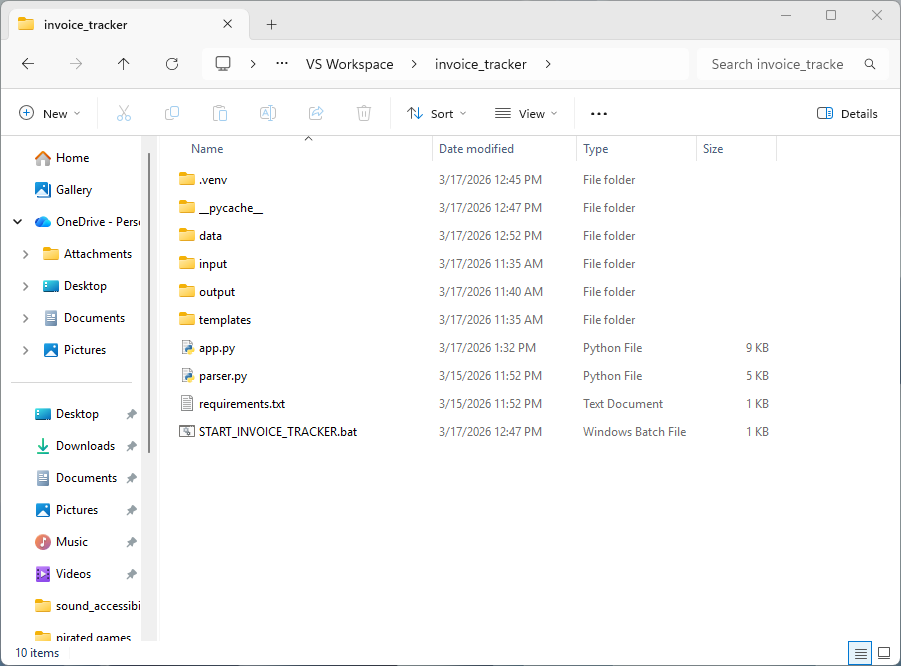 invoice_tracker
VS Workspace invoice_tracker Search invoice_tracke
New Sort View Details
Name Date modified Type Size
Home
Gallery
OneDrive - Pers
Attachments
Desktop
Documents
Pictures
Desktop
Downloads
Documents
Pictures
Music
Videos
sound_accessibi
pirated games
.venv 3/17/2026 12:45 PM File folder
__pycache__ 3/17/2026 12:47 PM File folder
data 3/17/2026 12:52 PM File folder
input 3/17/2026 11:35 AM File folder
output 3/17/2026 11:40 AM File folder
templates 3/17/2026 11:35 AM File folder
app.py 3/17/2026 1:32 PM Python File 9 KB
parser.py 3/15/2026 11:52 PM Python File 5 KB
requirements.txt 3/15/2026 11:52 PM Text Document 1 KB
START_INVOICE_TRACKER.bat 3/17/2026 12:47 PM Windows Batch File 1 KB
10 items